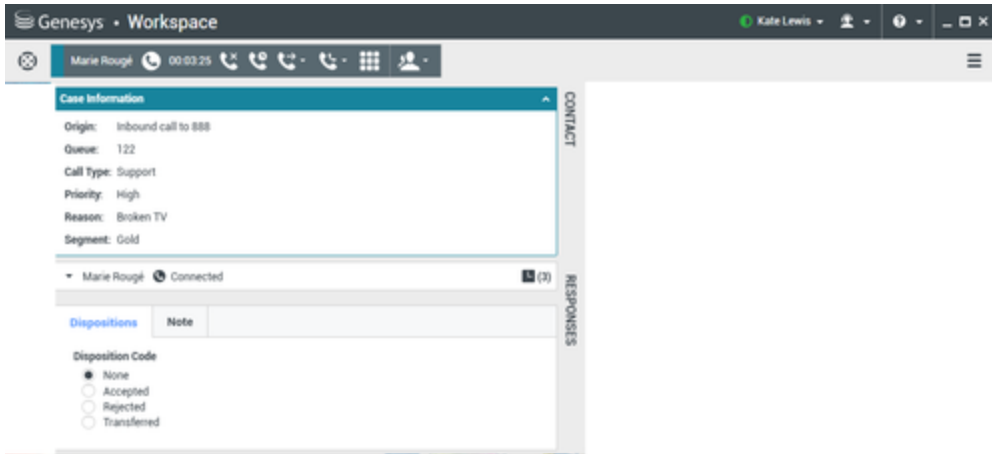 Genesys · Workspace
Kate Lewis
Marie Rougé 00:03:25
Case Information
Origin: Inbound call to 888
Queue: 122
Call Type: Support
Priority: High
Reason: Broken TV
Segment: Gold
Marie Rougé Connected (3)
Dispositions Note
Disposition Code
None
Accepted
Rejected
Transferred
CONTACT
RESPONSES